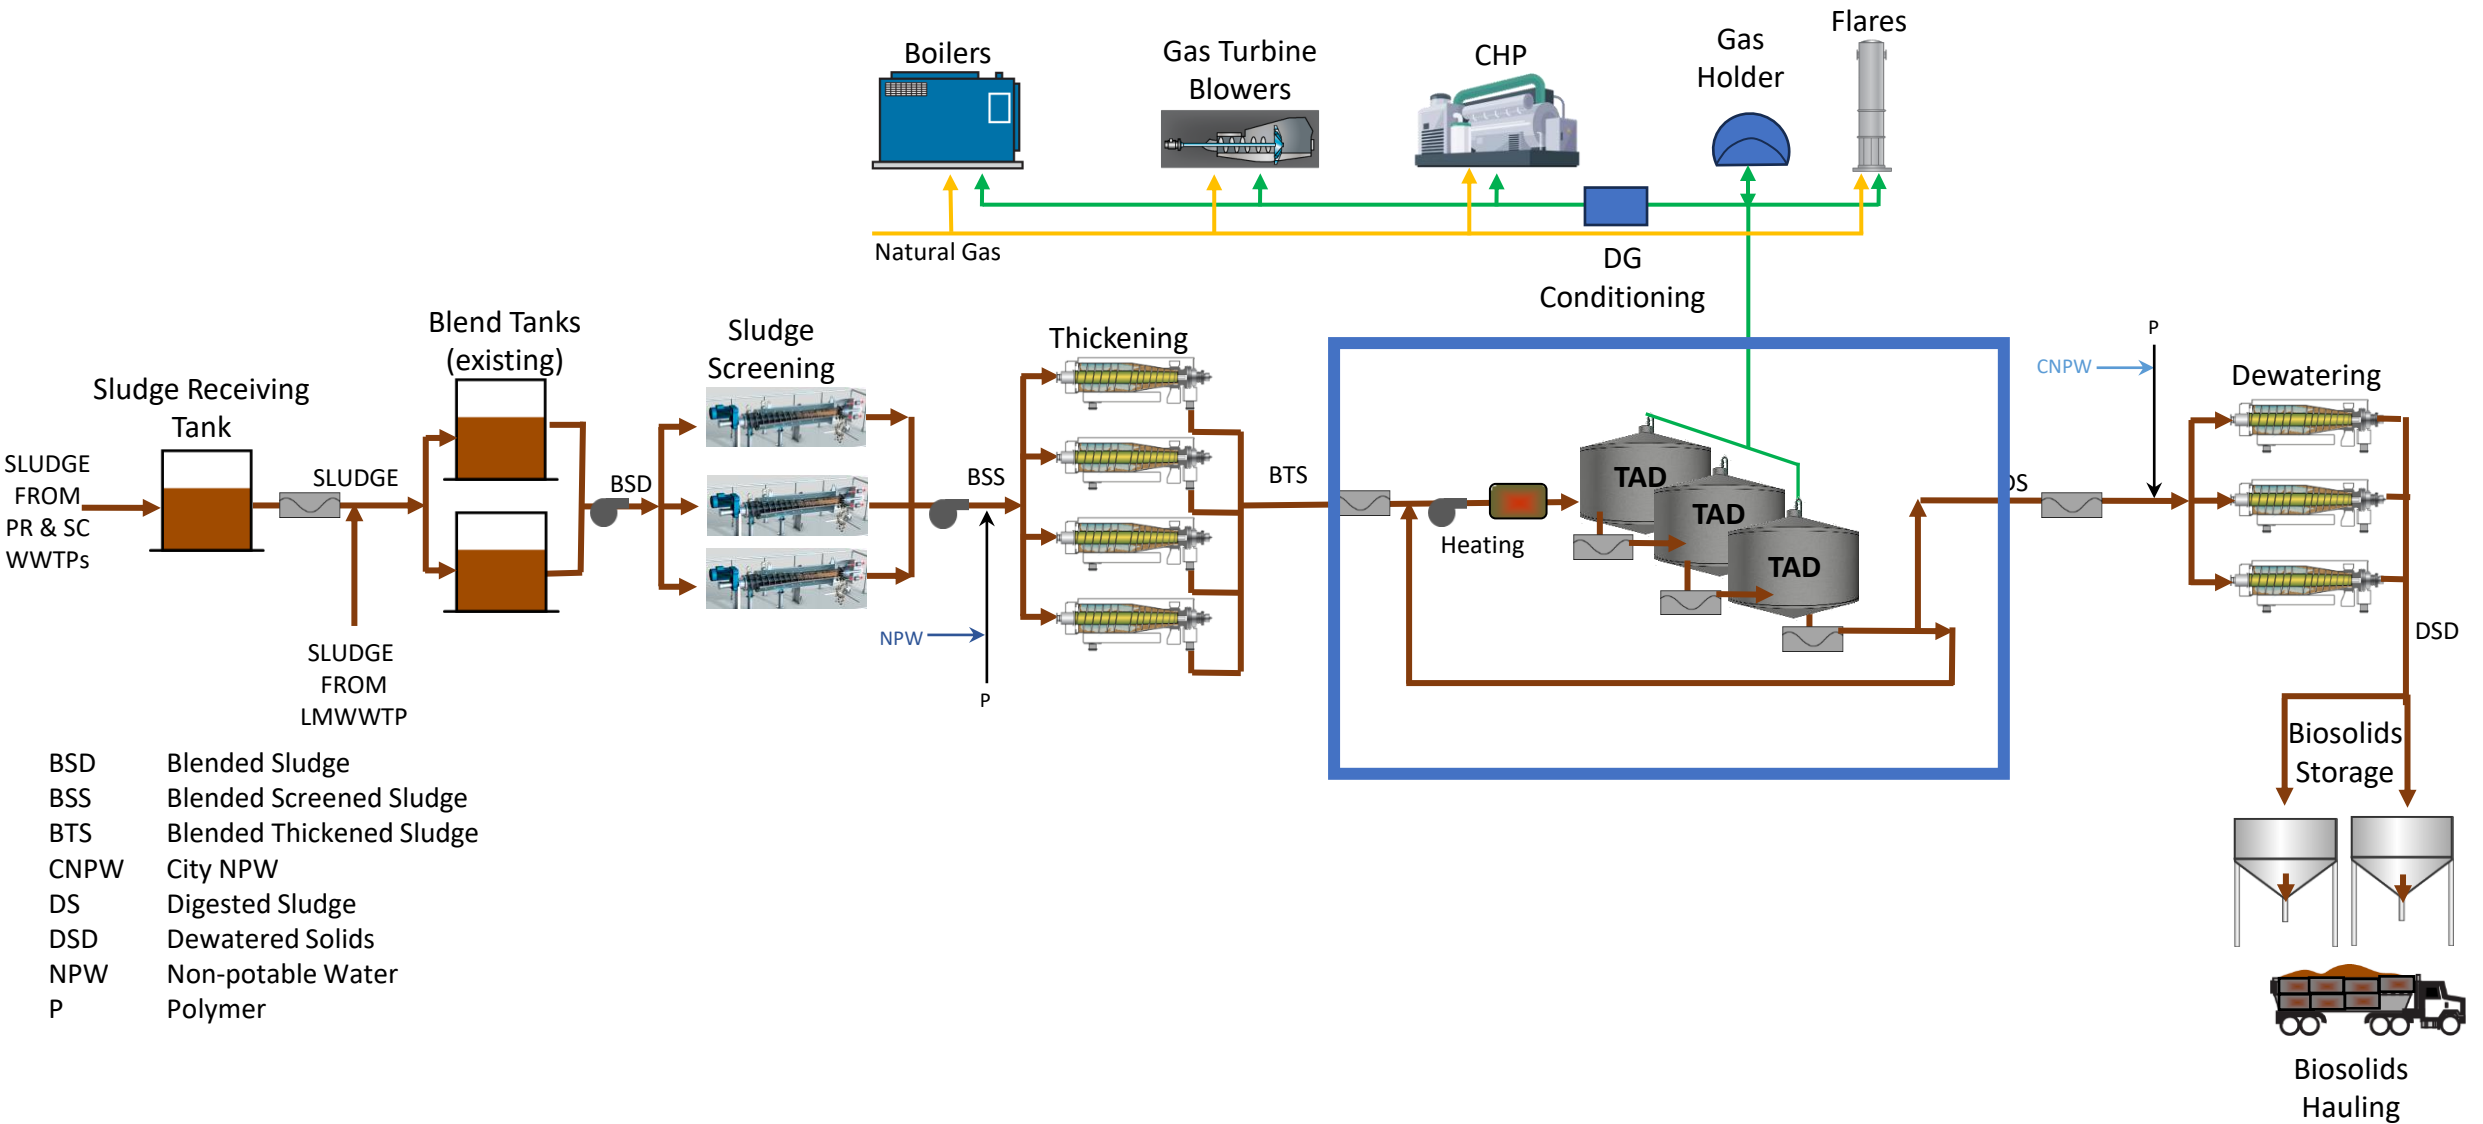 Boilers
Gas Turbine
Blowers
CHP
Gas
Holder
Flares
Natural Gas
DG
Conditioning
Sludge Receiving
Tank
Blend Tanks
(existing)
Sludge
Screening
Thickening
Dewatering
P
CNPW
SLUDGE
FROM
PR & SC
WWTPs
SLUDGE
BSD
BSS
BTS
Heating
TAD
TAD
TAD
DS
NPW
P
DSD
SLUDGE
FROM
LMWWTP
Biosolids
Storage
BSD Blended Sludge
BSS Blended Screened Sludge
BTS Blended Thickened Sludge
CNPW City NPW
DS Digested Sludge
DSD Dewatered Solids
NPW Non-potable Water
P Polymer
Biosolids
Hauling